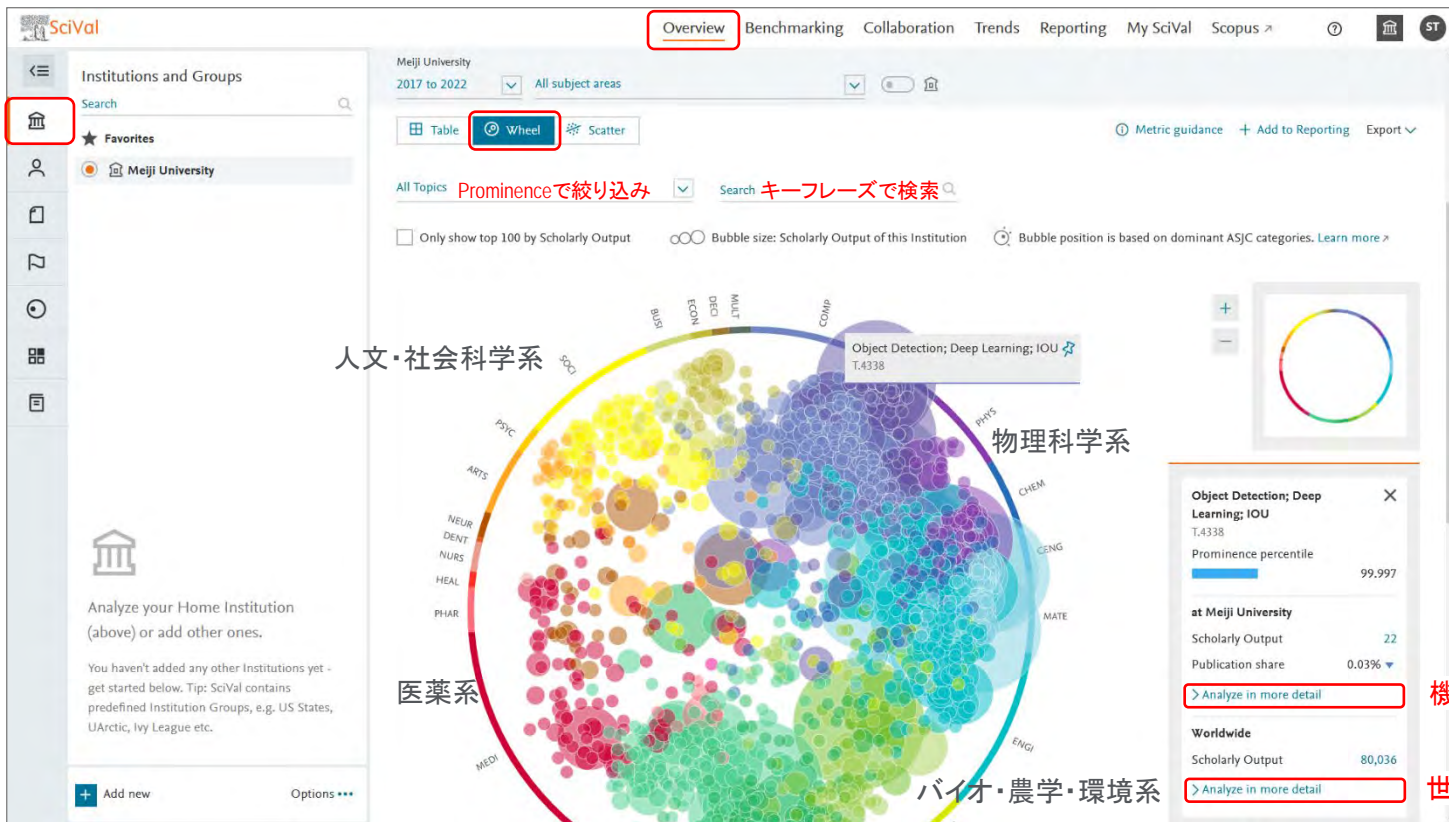 SciVal
Overview Benchmarking Collaboration Trends Reporting My SciVal Scopus ↗ ST
Institutions and Groups
Search
Favorites
Meiji University
Analyze your Home Institution
(above) or add other ones.
You haven't added any other Institutions yet -
get started below. Tip: SciVal contains
predefined Institution Groups, e.g. US States,
UArctic, Ivy League etc.
Add new Options •••
Meiji University
2017 to 2022 All subject areas
Table Wheel Scatter
Metric guidance + Add to Reporting Export
All Topics Prominenceで絞り込み Search キーフレーズで検索
Only show top 100 by Scholarly Output Bubble size: Scholarly Output of this Institution Bubble position is based on dominant ASJC categories. Learn more ↗
BUSI ECON DECI MULT COMP
人文・社会科学系
SOCI
Object Detection; Deep Learning; IOU
T.4338
PSYC
PHYS
物理科学系
ARTS
CHEM
NEUR
DENT
NURS
CENG
HEAL
PHAR
MATE
医薬系
ENGI
MEDI
バイオ・農学・環境系
Object Detection; Deep
Learning; IOU
T.4338
Prominence percentile
99.997
at Meiji University
Scholarly Output 22
Publication share 0.03% ▼
> Analyze in more detail 機
Worldwide
Scholarly Output 80,036
> Analyze in more detail 世